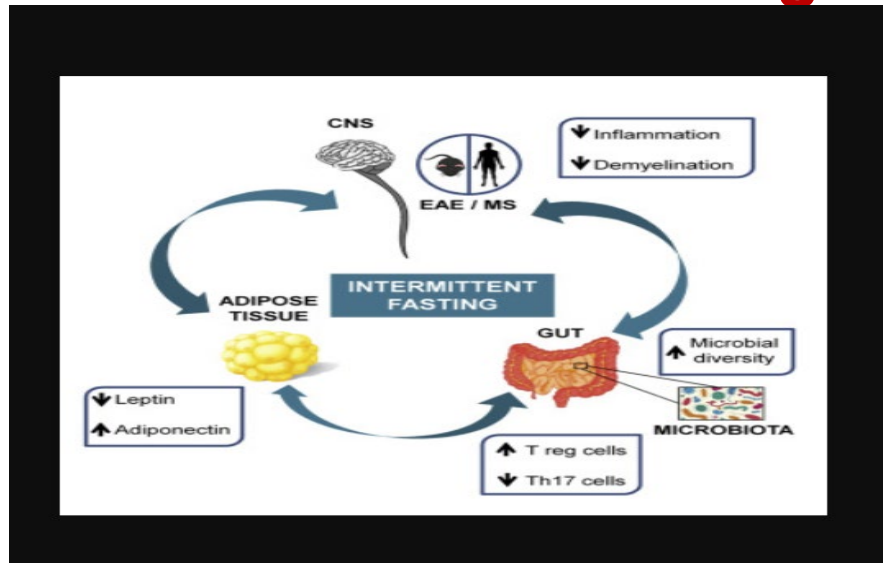 CNS
EAE / MS
Inflammation
Demyelination
INTERMITTENT
FASTING
ADIPOSE
TISSUE
Leptin
Adiponectin
GUT
Microbial
diversity
MICROBIOTA
T reg cells
Th17 cells